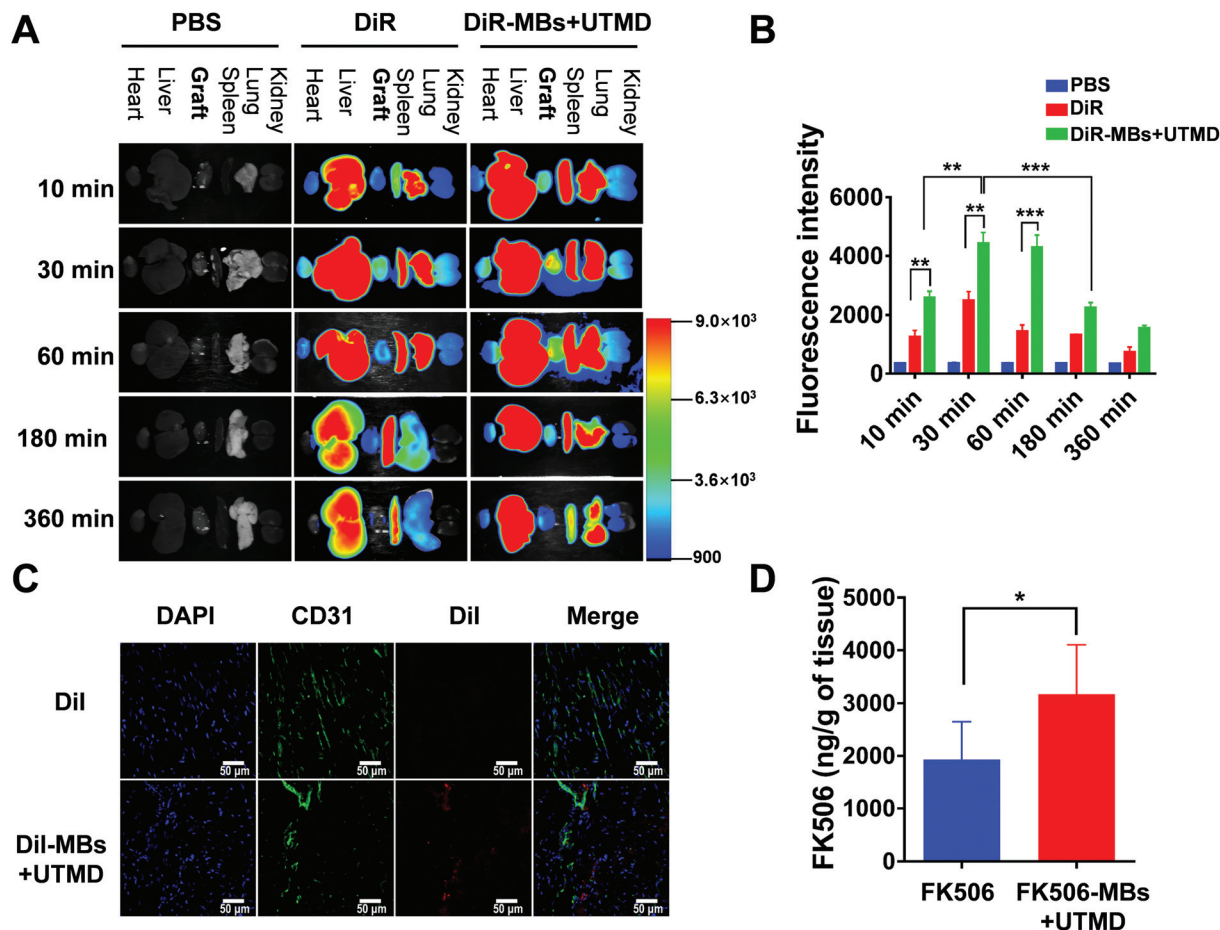 A
PBS
DiR
DiR-MBs+UTMD
Heart
Liver
Graft
Spleen
Lung
Kidney
Heart
Liver
Graft
Spleen
Lung
Kidney
Heart
Liver
Graft
Spleen
Lung
Kidney
10 min
30 min
60 min
180 min
360 min
9.0×10³
6.3×10³
3.6×10³
900
B
PBS
DiR
DiR-MBs+UTMD
Fluorescence intensity
6000
4000
2000
0
**
**
**
***
***
10 min
30 min
60 min
180 min
360 min
C
DAPI
CD31
DiI
Merge
DiI
50 µm
50 µm
50 µm
50 µm
DiI-MBs
+UTMD
50 µm
50 µm
50 µm
50 µm
D
FK506 (ng/g of tissue)
5000
4000
3000
2000
1000
0
*
FK506
FK506-MBs
+UTMD